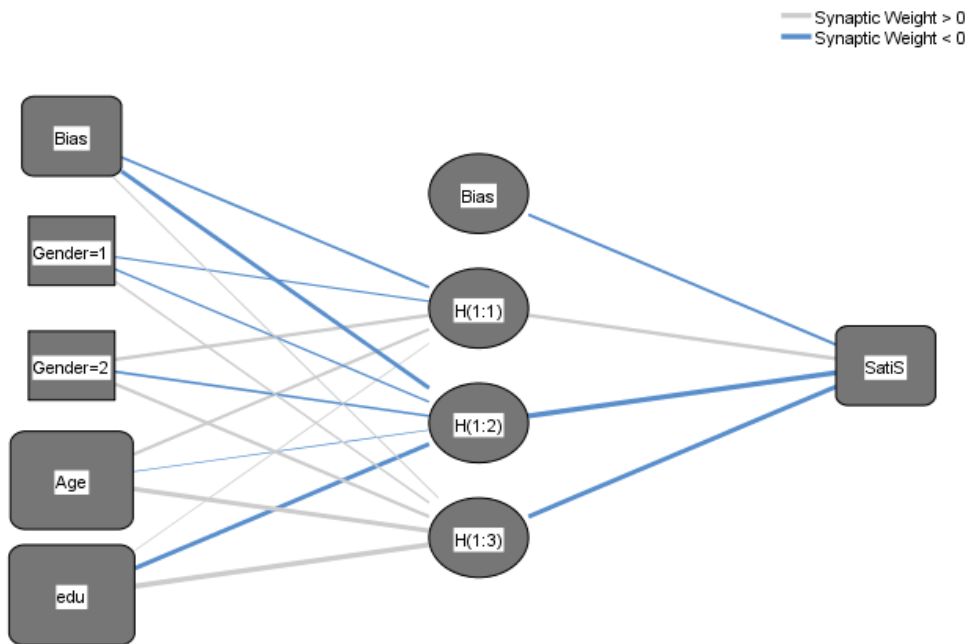 Synaptic Weight > 0
Synaptic Weight < 0
Bias
Bias
Gender=1
H(1:1)
Gender=2
SatiS
H(1:2)
Age
H(1:3)
edu